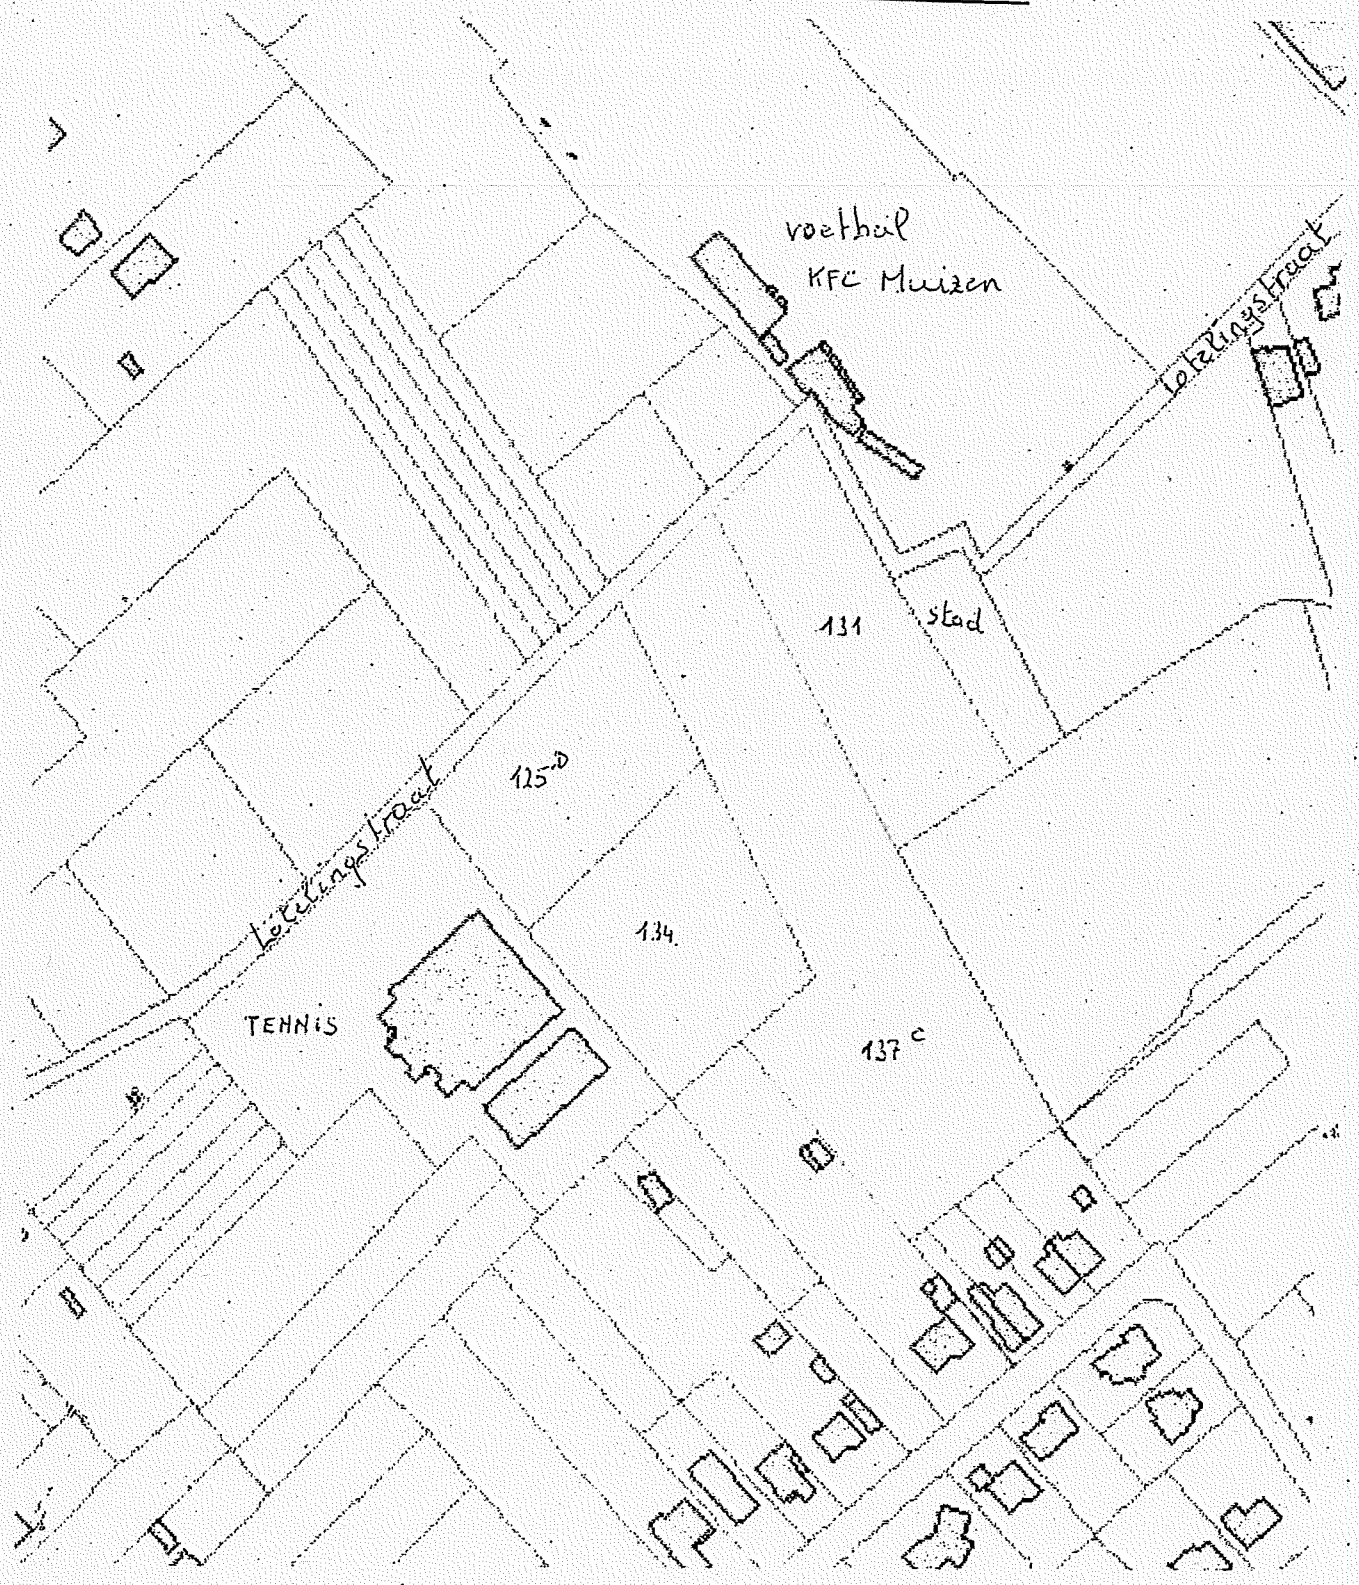 voetbal
KFC Muizen
Lotelingstraat
131
stad
125 D
Lotelingstraat
134
TENNIS
137 C